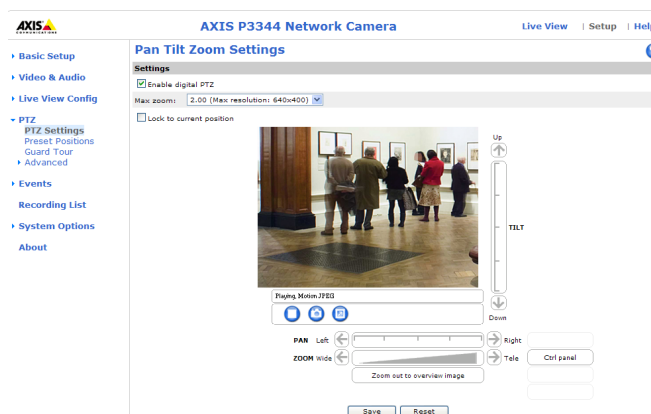 AXIS
COMMUNICATIONS
AXIS P3344 Network Camera
Live View | Setup | Help
Basic Setup
Video & Audio
Live View Config
PTZ
PTZ Settings
Preset Positions
Guard Tour
Advanced
Events
Recording List
System Options
About
Pan Tilt Zoom Settings
Settings
Enable digital PTZ
Max zoom: 2.00 (Max resolution: 640x400)
Lock to current position
Up
TILT
Down
Playing, Motion JPEG
PAN Left Right
ZOOM Wide Tele
Ctrl panel
Zoom out to overview image
Save Reset